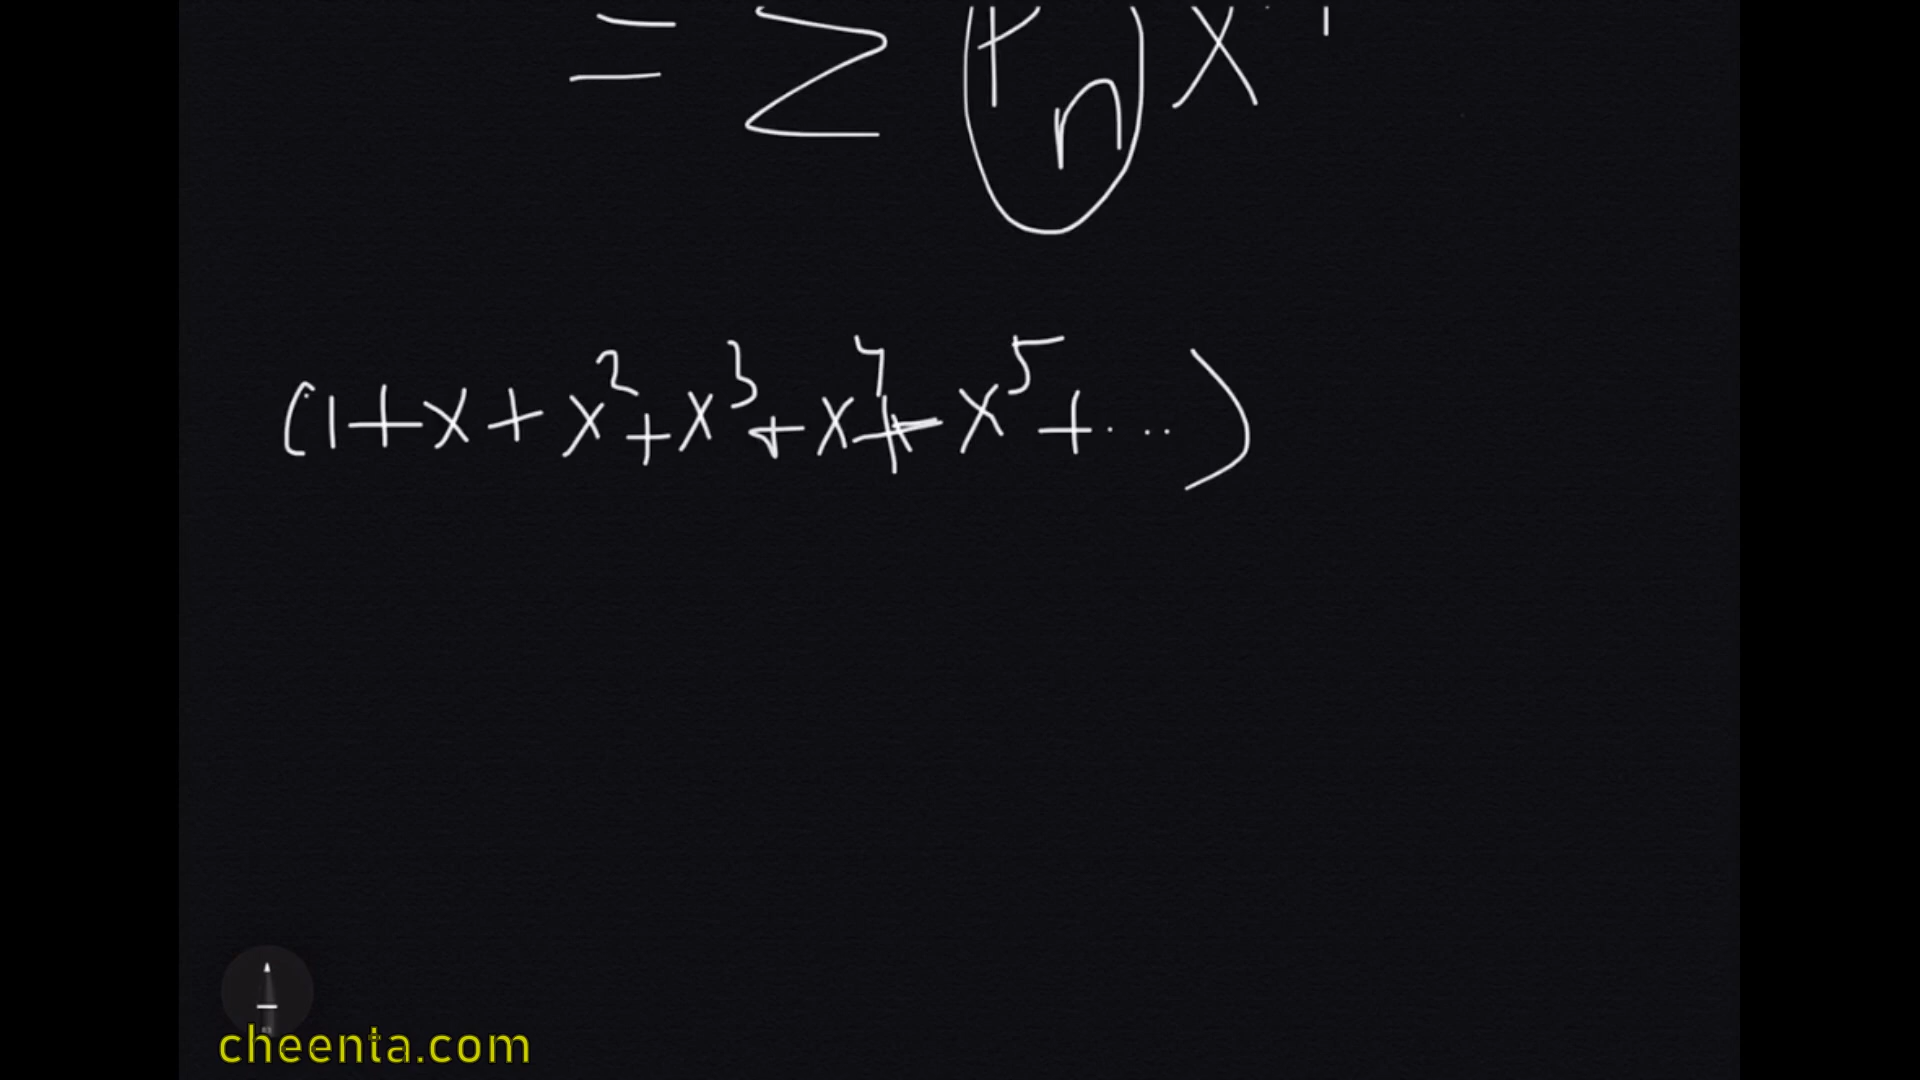 = Σ n x
(1+x+x²+x³+x⁴+x⁵+...)
cheenta.com